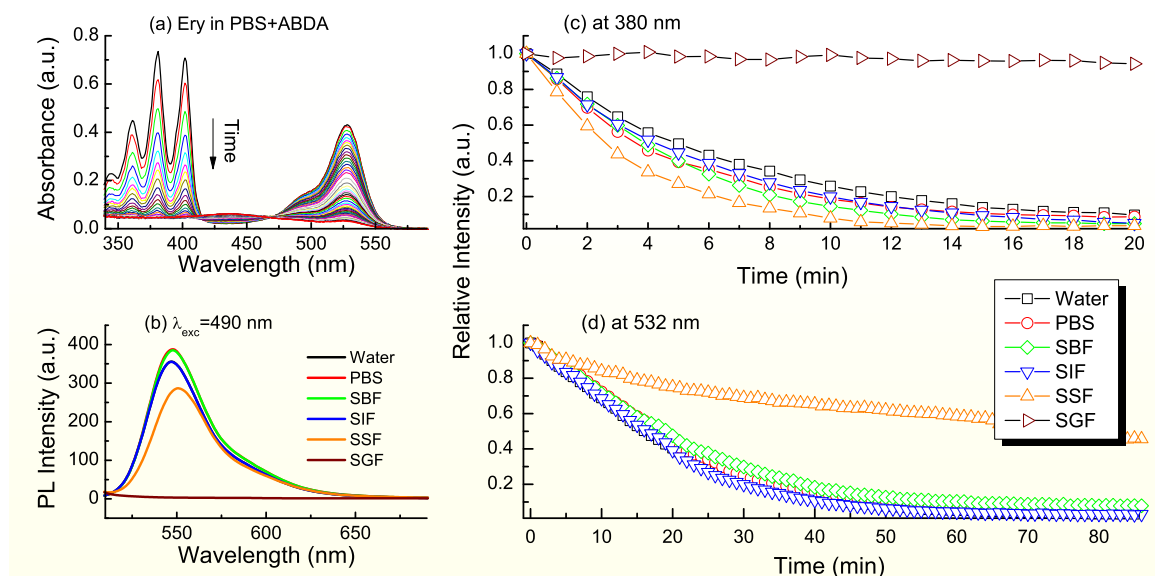 (a) Ery in PBS+ABDA
Absorbance (a.u.)
0.8
0.6
0.4
0.2
0.0
Time
350 400 450 500 550
Wavelength (nm)
(b) λexc=490 nm
PL Intensity (a.u.)
400
300
200
100
0
Water
PBS
SBF
SIF
SSF
SGF
550 600 650
Wavelength (nm)
Relative Intensity (a.u.)
(c) at 380 nm
1.0
0.8
0.6
0.4
0.2
0 2 4 6 8 10 12 14 16 18 20
Time (min)
Water
PBS
SBF
SIF
SSF
SGF
(d) at 532 nm
1.0
0.8
0.6
0.4
0.2
0 10 20 30 40 50 60 70 80
Time (min)